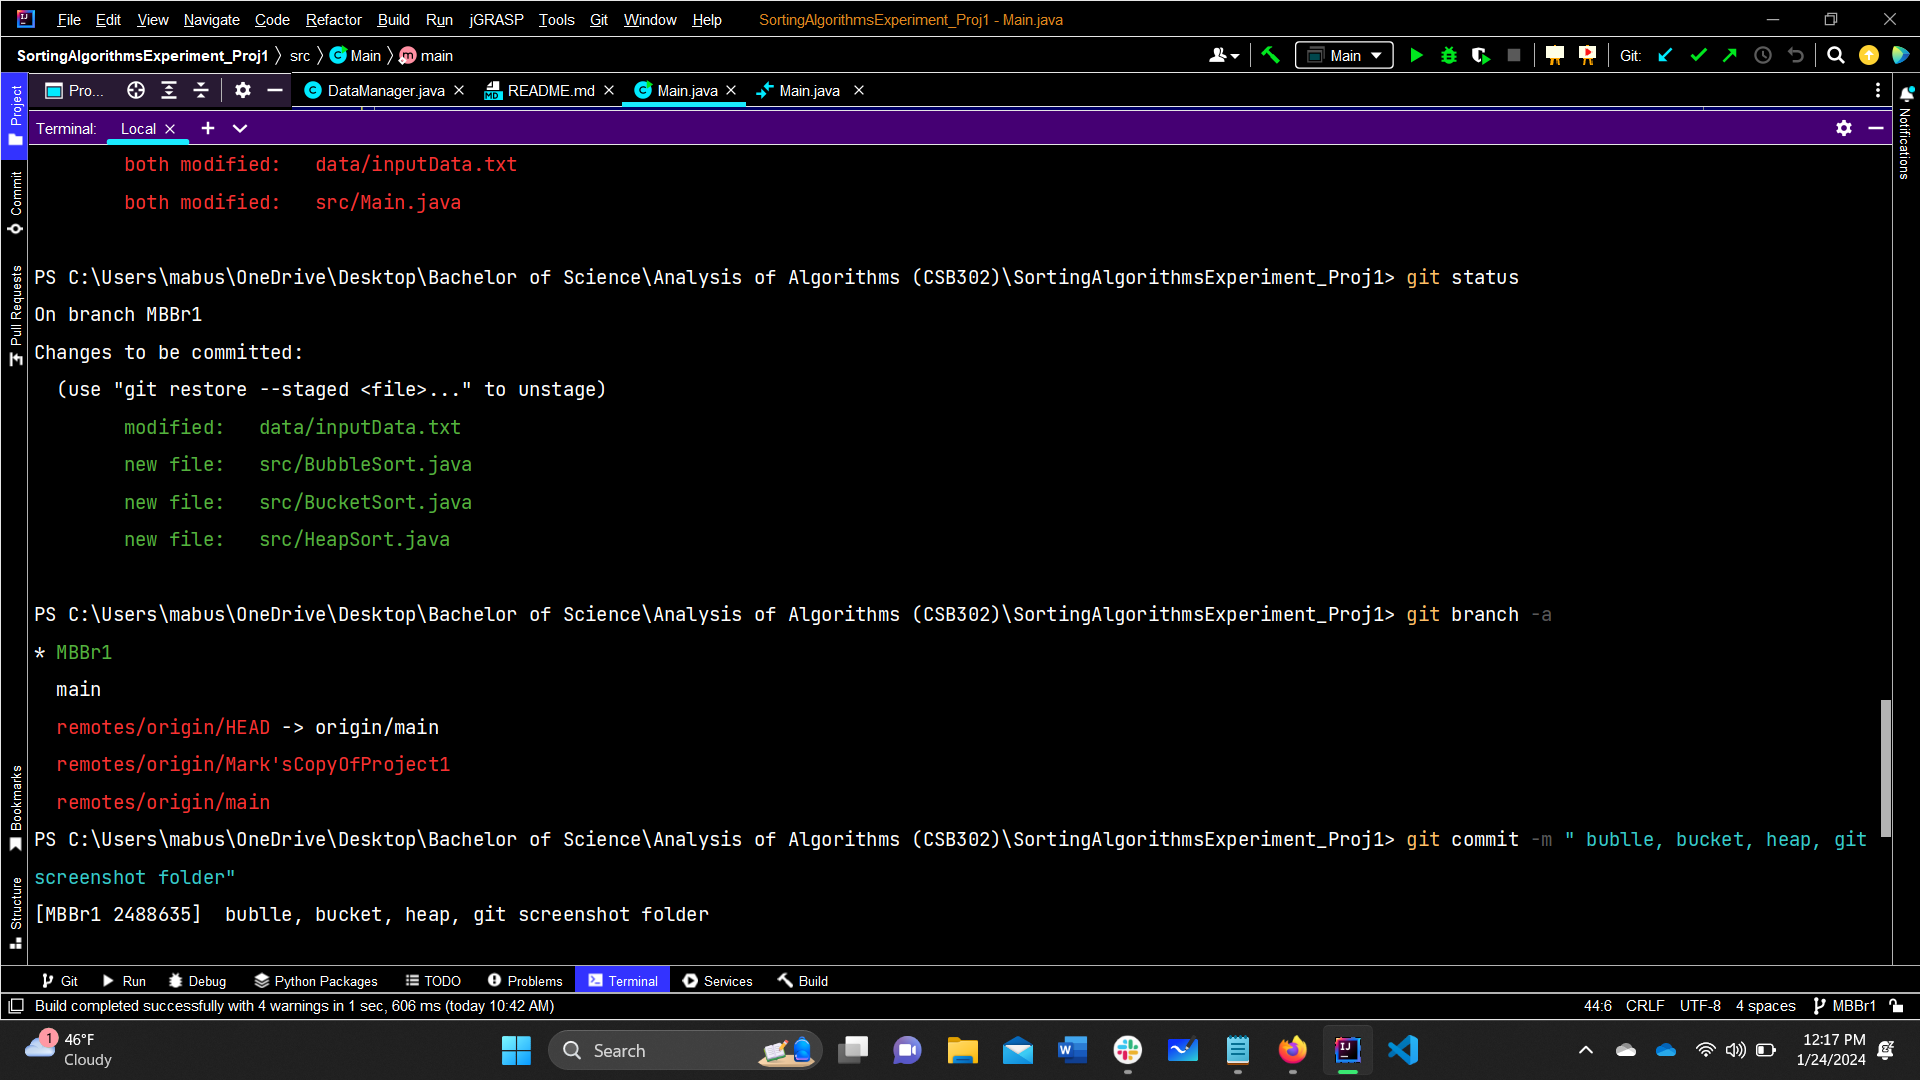 File Edit View Navigate Code Refactor Build Run jGRASP Tools Git Window Help SortingAlgorithmsExperiment_Proj1 - Main.java
SortingAlgorithmsExperiment_Proj1 src Main main Main Git:
Pro... DataManager.java README.md Main.java Main.java
Project
Commit
Pull Requests
Bookmarks
Structure
Notifications
Terminal: Local
both modified: data/inputData.txt
both modified: src/Main.java
PS C:\Users\mabus\OneDrive\Desktop\Bachelor of Science\Analysis of Algorithms (CSB302)\SortingAlgorithmsExperiment_Proj1> git status
On branch MBBr1
Changes to be committed:
(use "git restore --staged <file>..." to unstage)
modified: data/inputData.txt
new file: src/BubbleSort.java
new file: src/BucketSort.java
new file: src/HeapSort.java
PS C:\Users\mabus\OneDrive\Desktop\Bachelor of Science\Analysis of Algorithms (CSB302)\SortingAlgorithmsExperiment_Proj1> git branch -a
* MBBr1
main
remotes/origin/HEAD -> origin/main
remotes/origin/Mark'sCopyOfProject1
remotes/origin/main
PS C:\Users\mabus\OneDrive\Desktop\Bachelor of Science\Analysis of Algorithms (CSB302)\SortingAlgorithmsExperiment_Proj1> git commit -m " bublle, bucket, heap, git
screenshot folder"
[MBBr1 2488635] bublle, bucket, heap, git screenshot folder
Git Run Debug Python Packages TODO Problems Terminal Services Build
Build completed successfully with 4 warnings in 1 sec, 606 ms (today 10:42 AM) 44:6 CRLF UTF-8 4 spaces MBBr1
1 46°F
Cloudy
Search
12:17 PM
1/24/2024